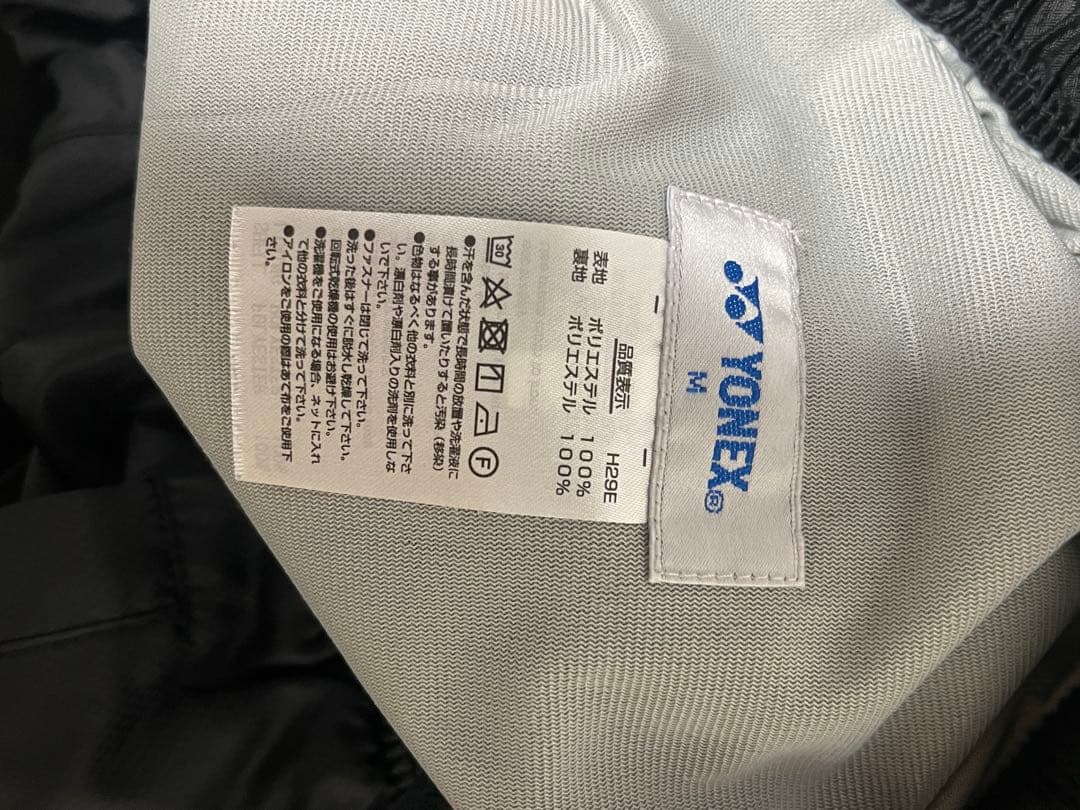 YONEX®
M
品質表示 H29E
表地 ポリエステル 100%
裏地 ポリエステル 100%
30
F
●汗を含んだ状態で長時間の放置や洗濯液に
長時間漬けて置いたりすると汚染(移染)
する事があります。
●色物はなるべく他の衣料と別に洗って下さ
い。漂白剤や漂白剤入りの洗剤を使用しな
いで下さい。
●ファスナーは閉じて洗って下さい。
●洗った後はすぐに脱水し乾燥して下さい。
回転式乾燥機の使用はお避け下さい。
●洗濯機をご使用になる場合、ネットに入れ
て他の衣料と分けて洗って下さい。
●アイロンをご使用の際はあて布をご使用下
さい。